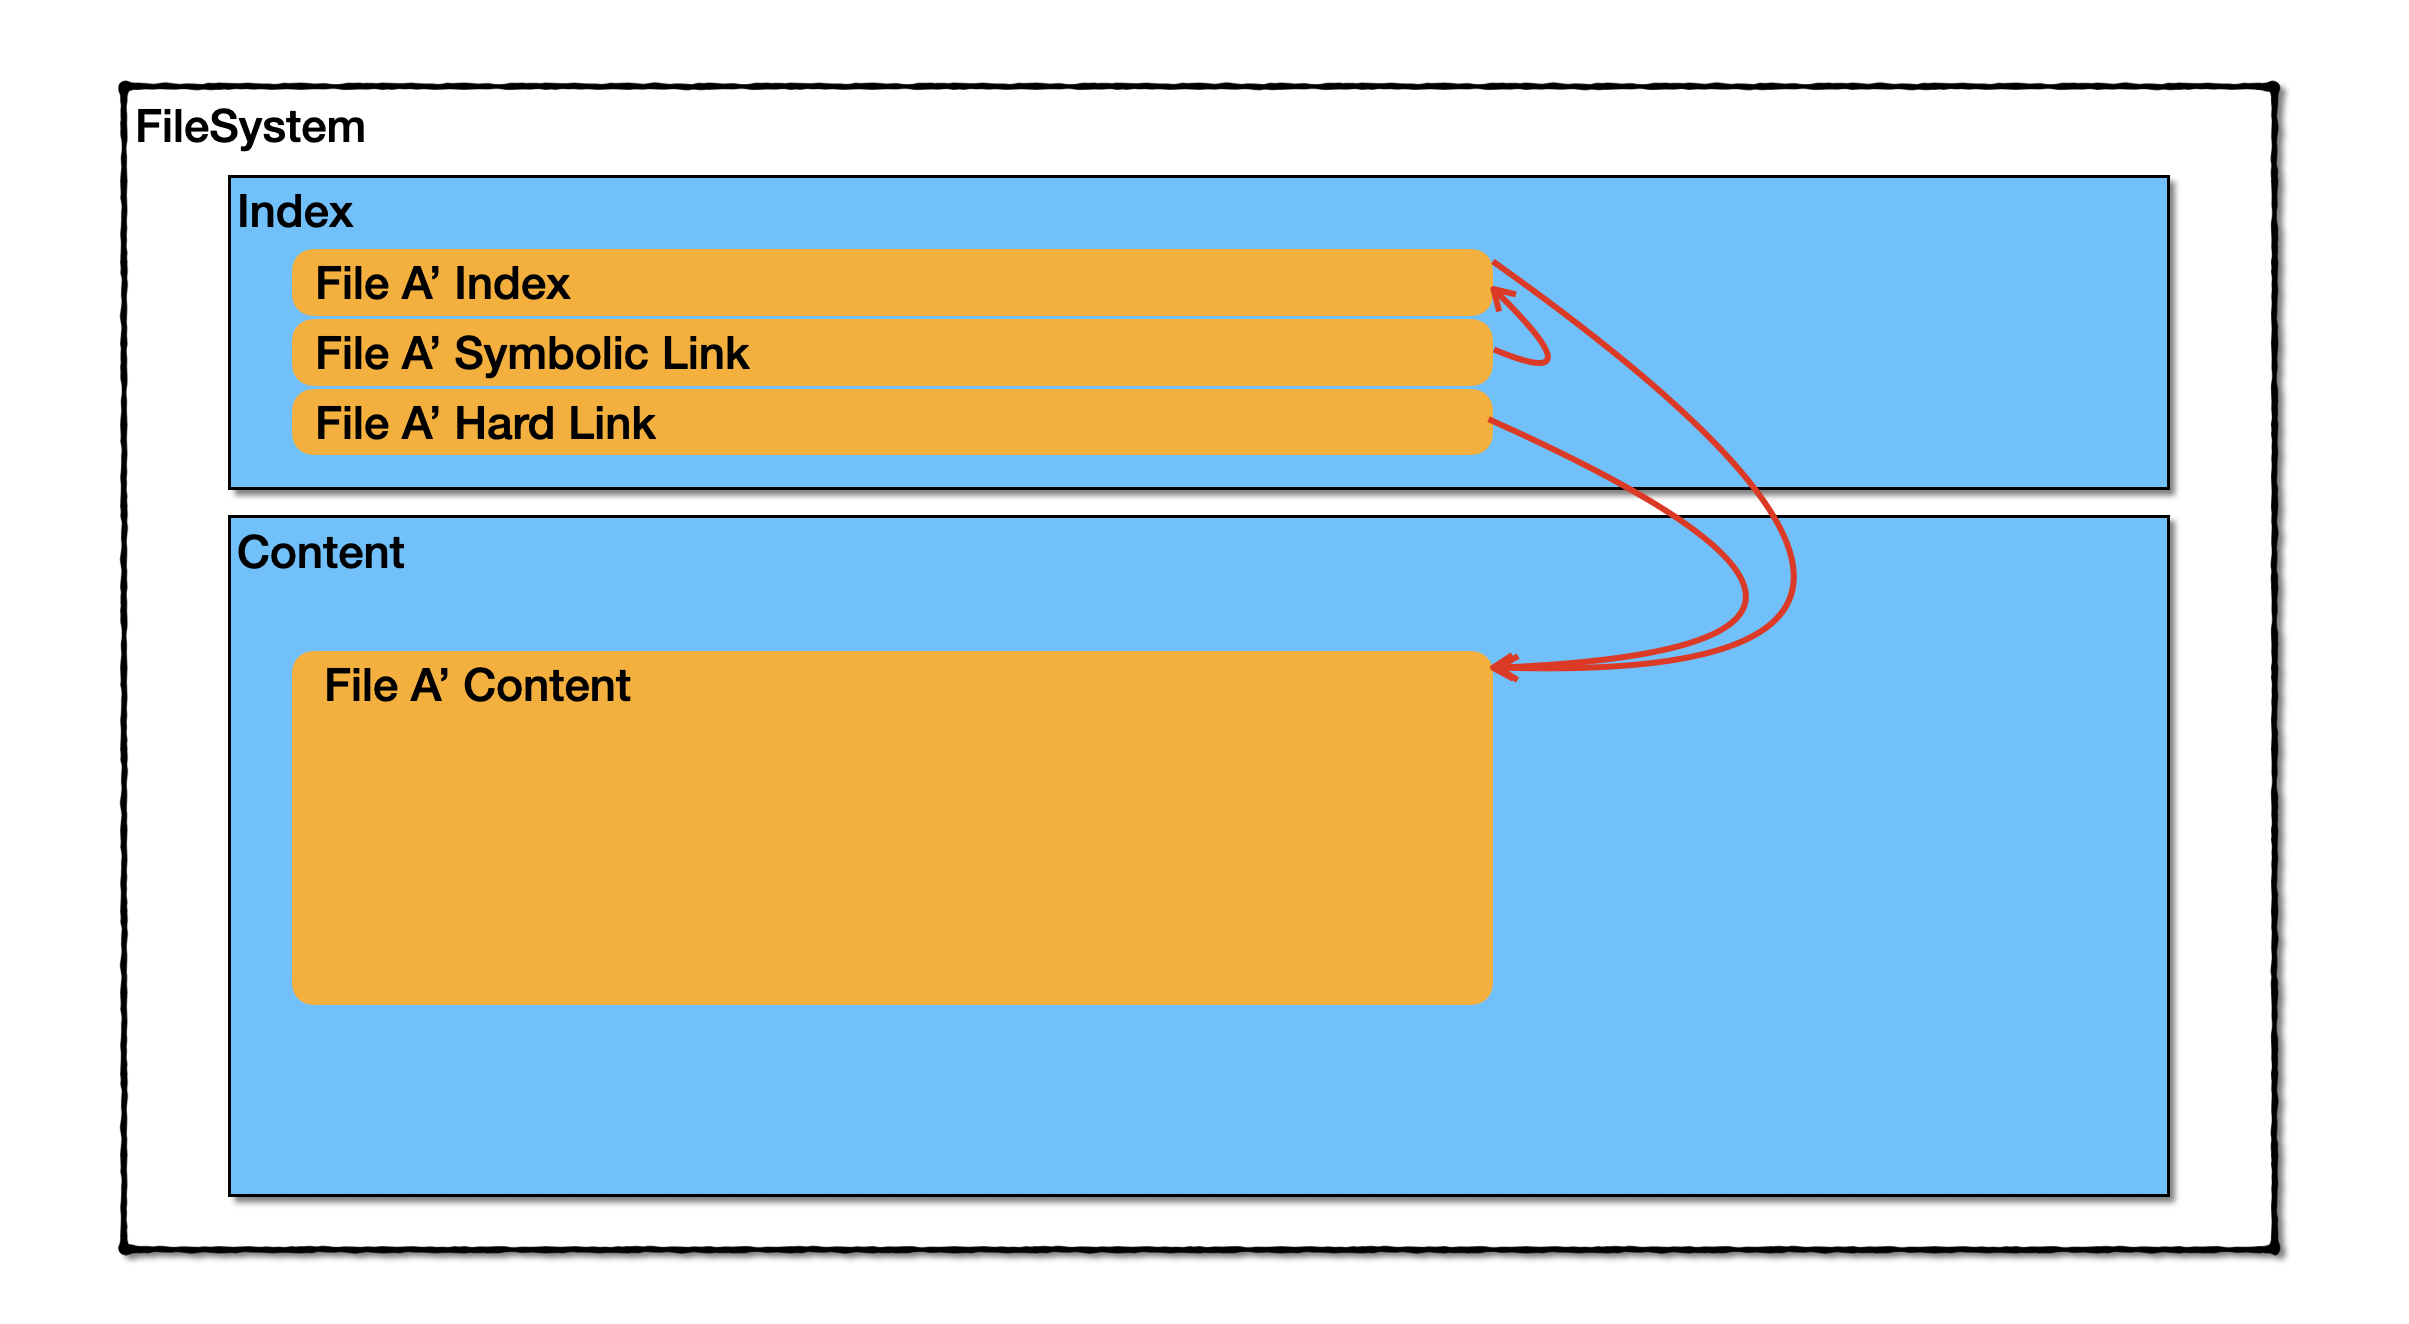 FileSystem
Index
File A’ Index
File A’ Symbolic Link
File A’ Hard Link
Content
File A’ Content